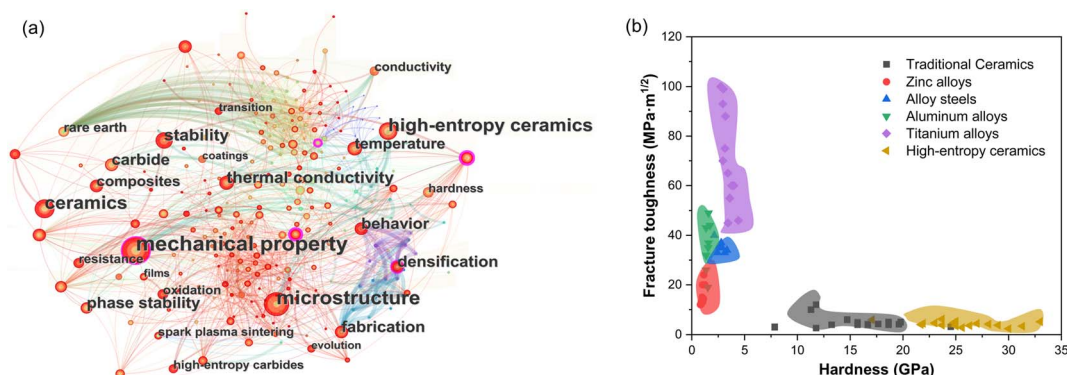 (a)
conductivity
transition
rare earth
high-entropy ceramics
stability
temperature
coatings
carbide
thermal conductivity
composites
hardness
ceramics
behavior
mechanical property
resistance
densification
films
oxidation
phase stability
microstructure
fabrication
spark plasma sintering
evolution
high-entropy carbides
(b)
Fracture toughness (MPa·m1/2)
120
100
80
60
40
20
0
Traditional Ceramics
Zinc alloys
Alloy steels
Aluminum alloys
Titanium alloys
High-entropy ceramics
0 5 10 15 20 25 30 35
Hardness (GPa)